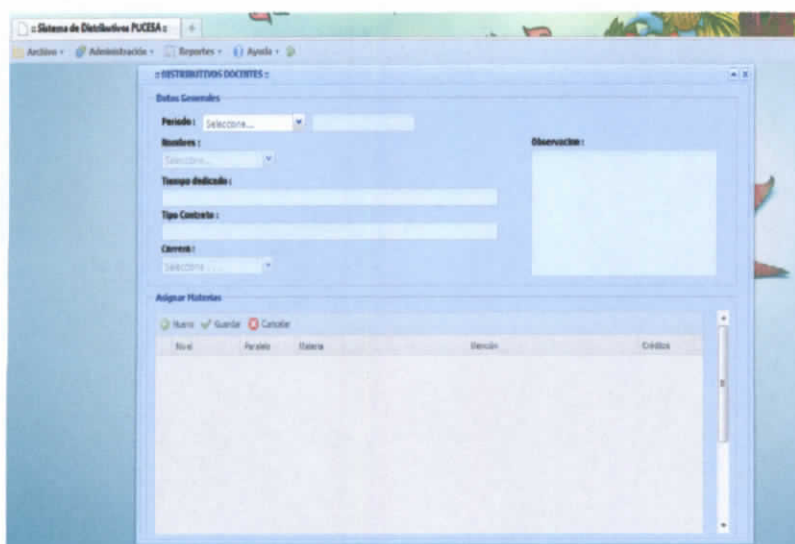 :: Sistema de Distributivos PUCESA ::
Archivo Administración Reportes Ayuda
:: DISTRIBUTIVOS DOCENTES ::
Datos Generales
Periodo : Seleccione...
Nombres :
Seleccione...
Observacion :
Tiempo dedicado :
Tipo Contrato :
Carrera :
Seleccione...
Asignar Materias
Nuevo Guardar Cancelar
Nivel Paralelo Materia Mención Créditos